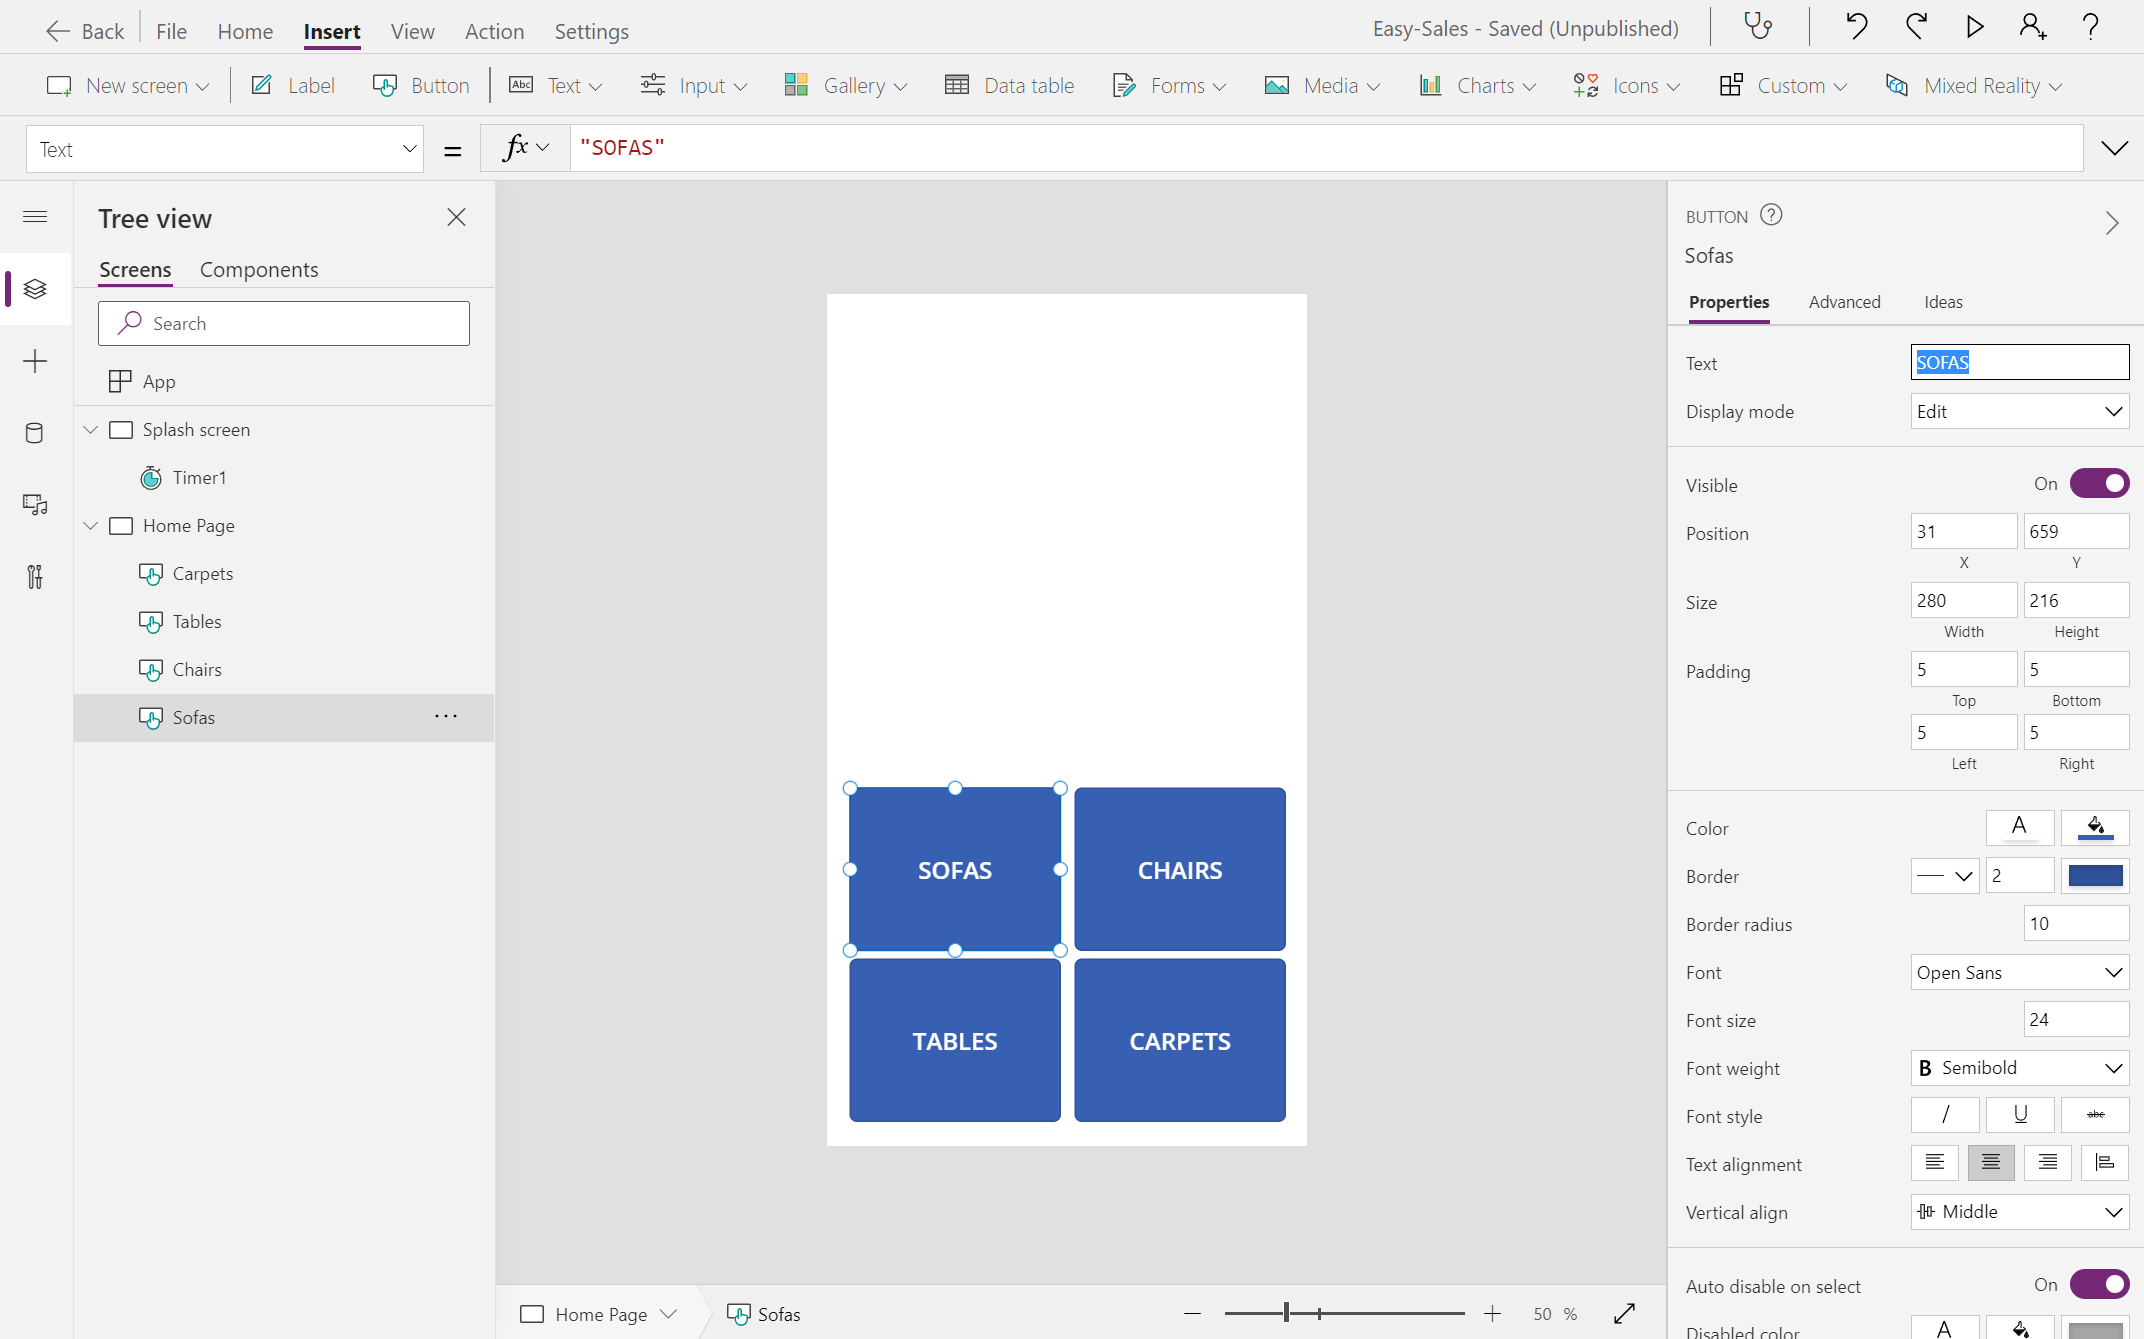 Back
File
Home
Insert
View
Action
Settings
Easy-Sales - Saved (Unpublished)
New screen
Label
Button
Abc
Text
Input
Gallery
Data table
Forms
Media
Charts
Icons
Custom
Mixed Reality
Text
=
fx
"SOFAS"
Tree view
Screens
Components
Search
App
Splash screen
Timer1
Home Page
Carpets
Tables
Chairs
Sofas
SOFAS
CHAIRS
TABLES
CARPETS
Home Page
Sofas
50 %
BUTTON
Sofas
Properties
Advanced
Ideas
Text
SOFAS
Display mode
Edit
Visible
On
Position
31
659
X
Y
Size
280
216
Width
Height
Padding
5
5
Top
Bottom
5
5
Left
Right
Color
A
Border
2
Border radius
10
Font
Open Sans
Font size
24
Font weight
B Semibold
Font style
/
U
abc
Text alignment
Vertical align
Middle
Auto disable on select
On
Disabled color
A